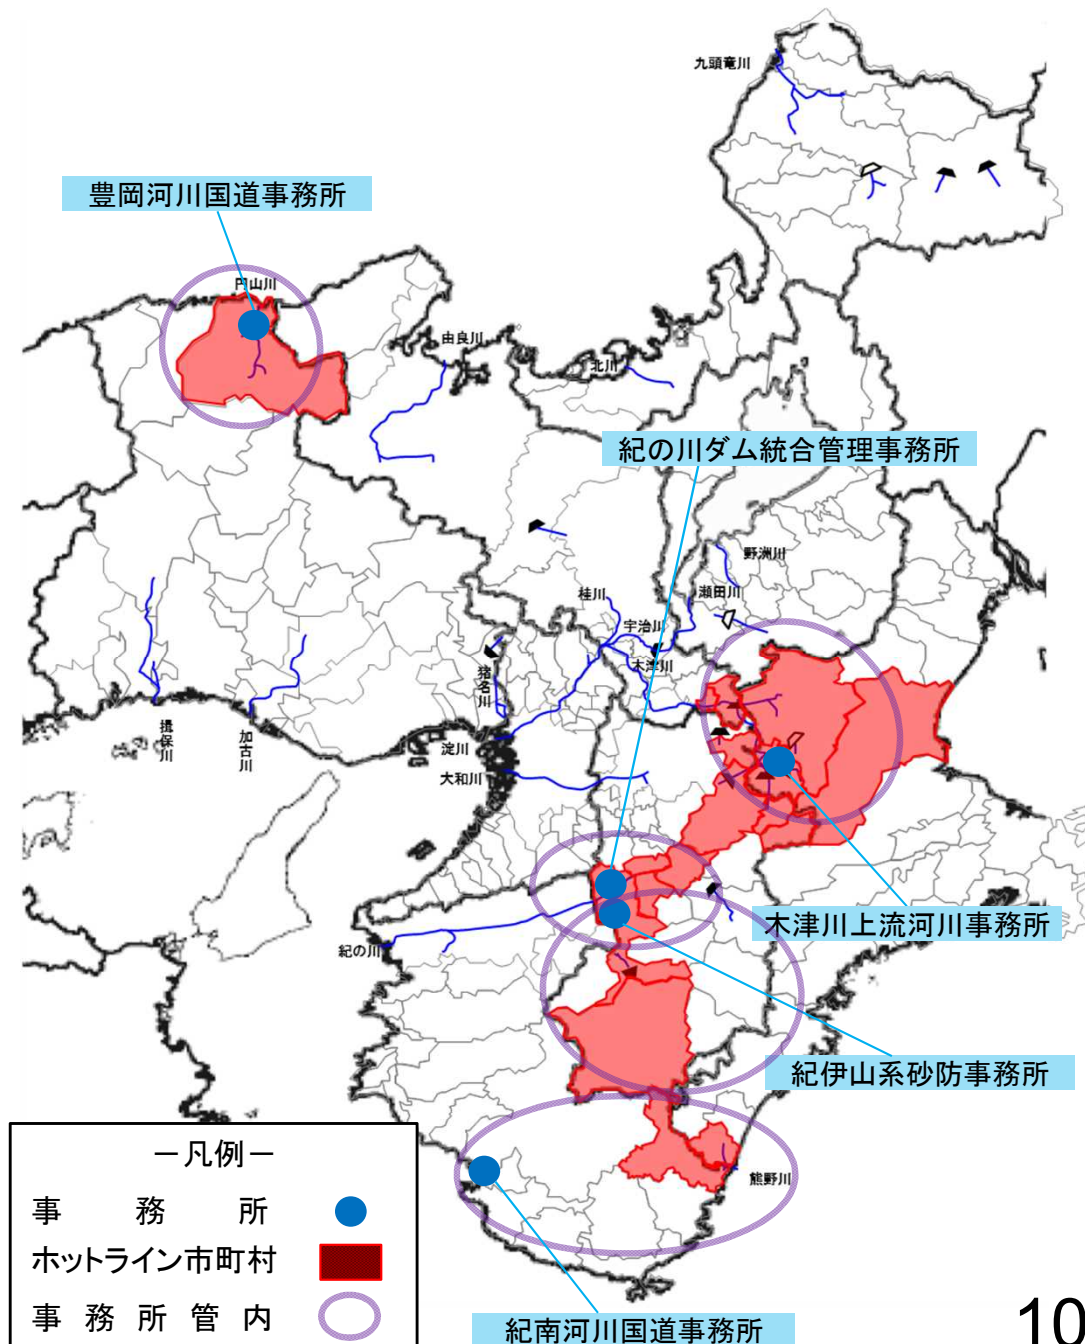 九頭竜川
豊岡河川国道事務所
円山川
由良川
北川
紀の川ダム統合管理事務所
野洲川
桂川
瀬田川
宇治川
木津川
猪名川
揖保川
加古川
淀川
大和川
木津川上流河川事務所
紀の川
紀伊山系砂防事務所
熊野川
－凡例－
事務所
ホットライン市町村
事務所管内
紀南河川国道事務所
10